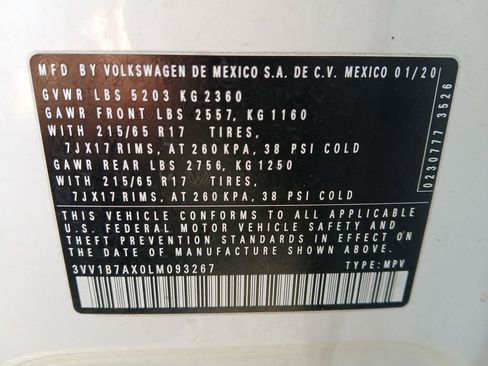 MFD BY VOLKSWAGEN DE MEXICO S.A. DE C.V. MEXICO 01/20
GVWR LBS 5203 KG 2360
GAWR FRONT LBS 2557, KG 1160
WITH 215/65 R17 TIRES,
7JX17 RIMS, AT 260 KPA, 38 PSI COLD
GAWR REAR LBS 2756, KG 1250
WITH 215/65 R17 TIRES,
7JX17 RIMS, AT 260 KPA, 38 PSI COLD
THIS VEHICLE CONFORMS TO ALL APPLICABLE
U.S. FEDERAL MOTOR VEHICLE SAFETY AND
THEFT PREVENTION STANDARDS IN EFFECT ON
THE DATE OF MANUFACTURE SHOWN ABOVE.
3VV1B7AX0LM093267 TYPE: MPV
0230777 3526